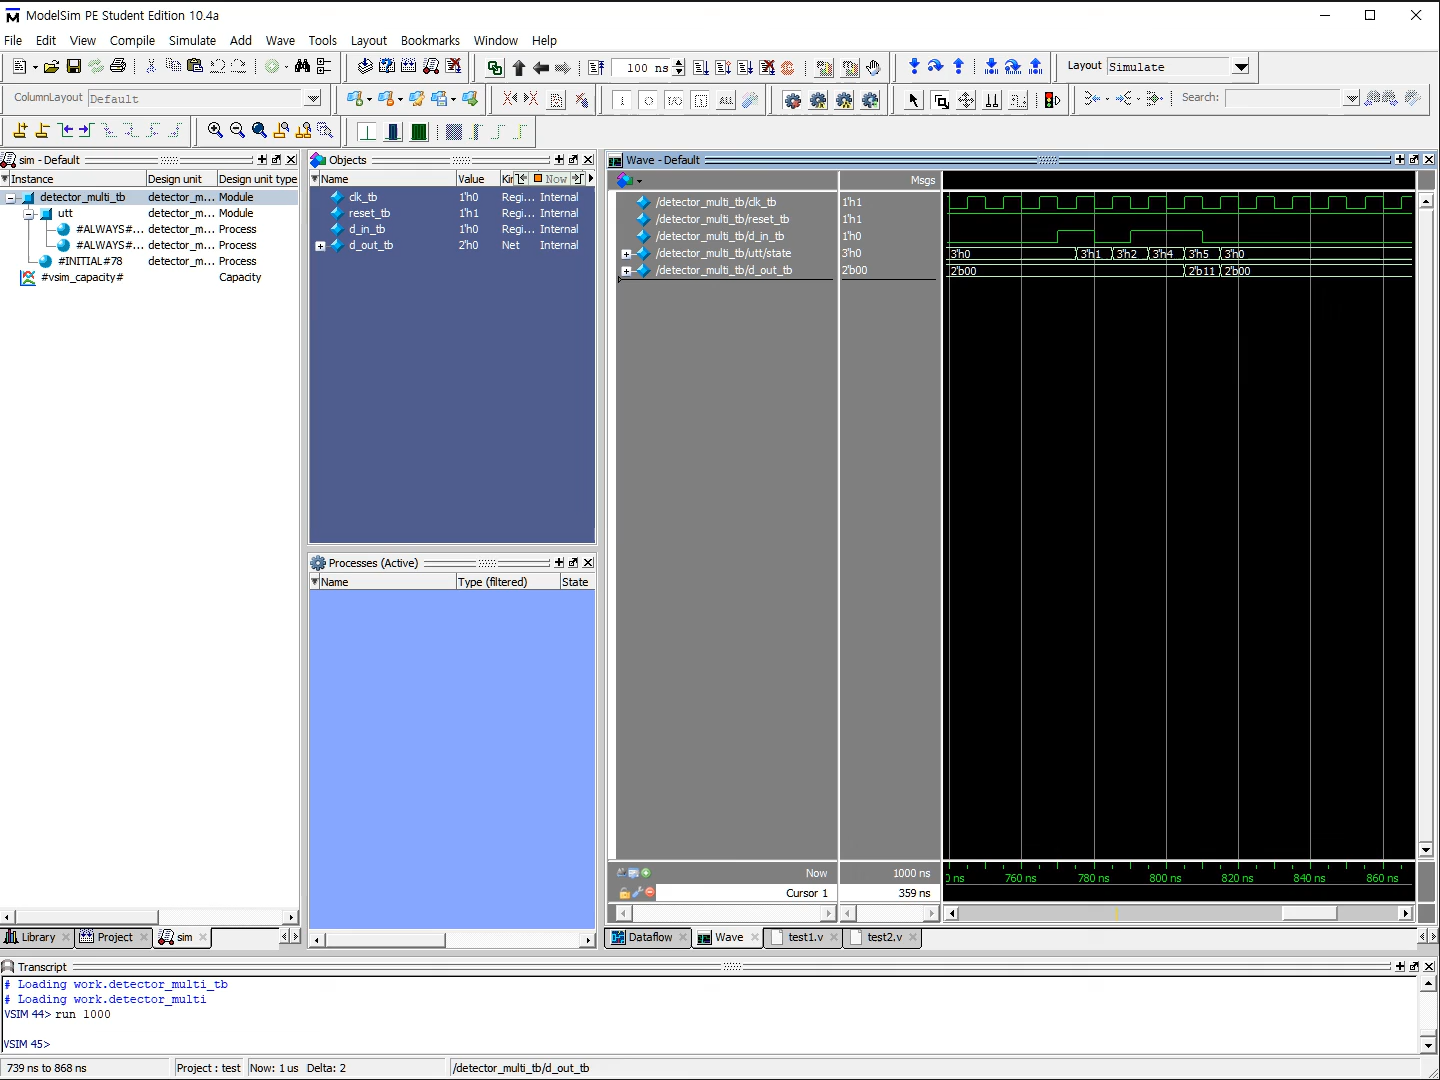 ModelSim PE Student Edition 10.4a
File Edit View Compile Simulate Add Wave Tools Layout Bookmarks Window Help
100 ns
Layout Simulate
ColumnLayout Default
Search:
sim - Default
Instance Design unit Design unit type
detector_multi_tb detector_m... Module
utt detector_m... Module
#ALWAYS#... detector_m... Process
#ALWAYS#... detector_m... Process
#INITIAL#78 detector_m... Process
#vsim_capacity# Capacity
Library Project sim
Objects
Name Value Kir Now
clk_tb 1'h0 Regi... Internal
reset_tb 1'h1 Regi... Internal
d_in_tb 1'h0 Regi... Internal
d_out_tb 2'h0 Net Internal
Processes (Active)
Name Type (filtered) State
Wave - Default
Msgs
/detector_multi_tb/clk_tb 1'h1
/detector_multi_tb/reset_tb 1'h1
/detector_multi_tb/d_in_tb 1'h0
/detector_multi_tb/utt/state 3'h0 3'h0 3'h1 3'h2 3'h4 3'h5 3'h0
/detector_multi_tb/d_out_tb 2'b00 2'b00 2'b11 2'b00
Now 1000 ns
0 ns 760 ns 780 ns 800 ns 820 ns 840 ns 860 ns
Cursor 1 359 ns
Dataflow Wave test1.v test2.v
Transcript
# Loading work.detector_multi_tb
# Loading work.detector_multi
VSIM 44> run 1000
VSIM 45>
739 ns to 868 ns Project : test Now: 1 us Delta: 2 /detector_multi_tb/d_out_tb